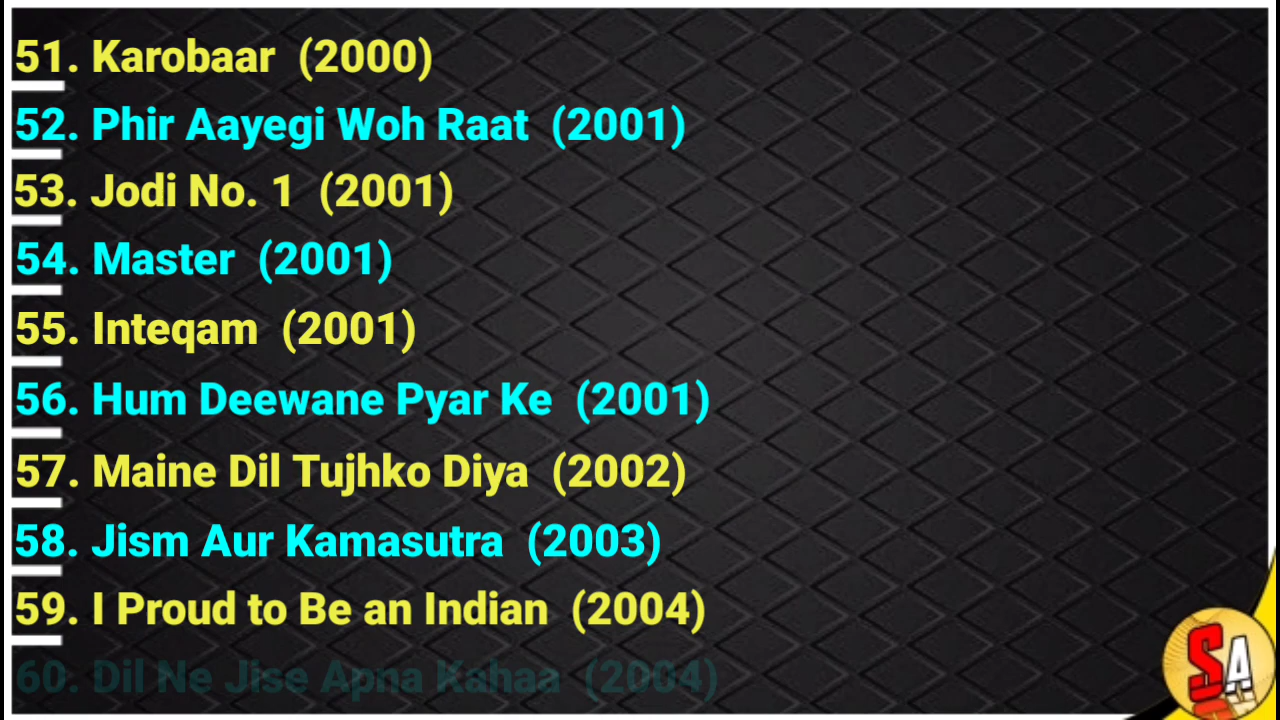 51. Karobaar (2000)
52. Phir Aayegi Woh Raat (2001)
53. Jodi No. 1 (2001)
54. Master (2001)
55. Inteqam (2001)
56. Hum Deewane Pyar Ke (2001)
57. Maine Dil Tujhko Diya (2002)
58. Jism Aur Kamasutra (2003)
59. I Proud to Be an Indian (2004)
60. Dil Ne Jise Apna Kahaa (2004)
SA